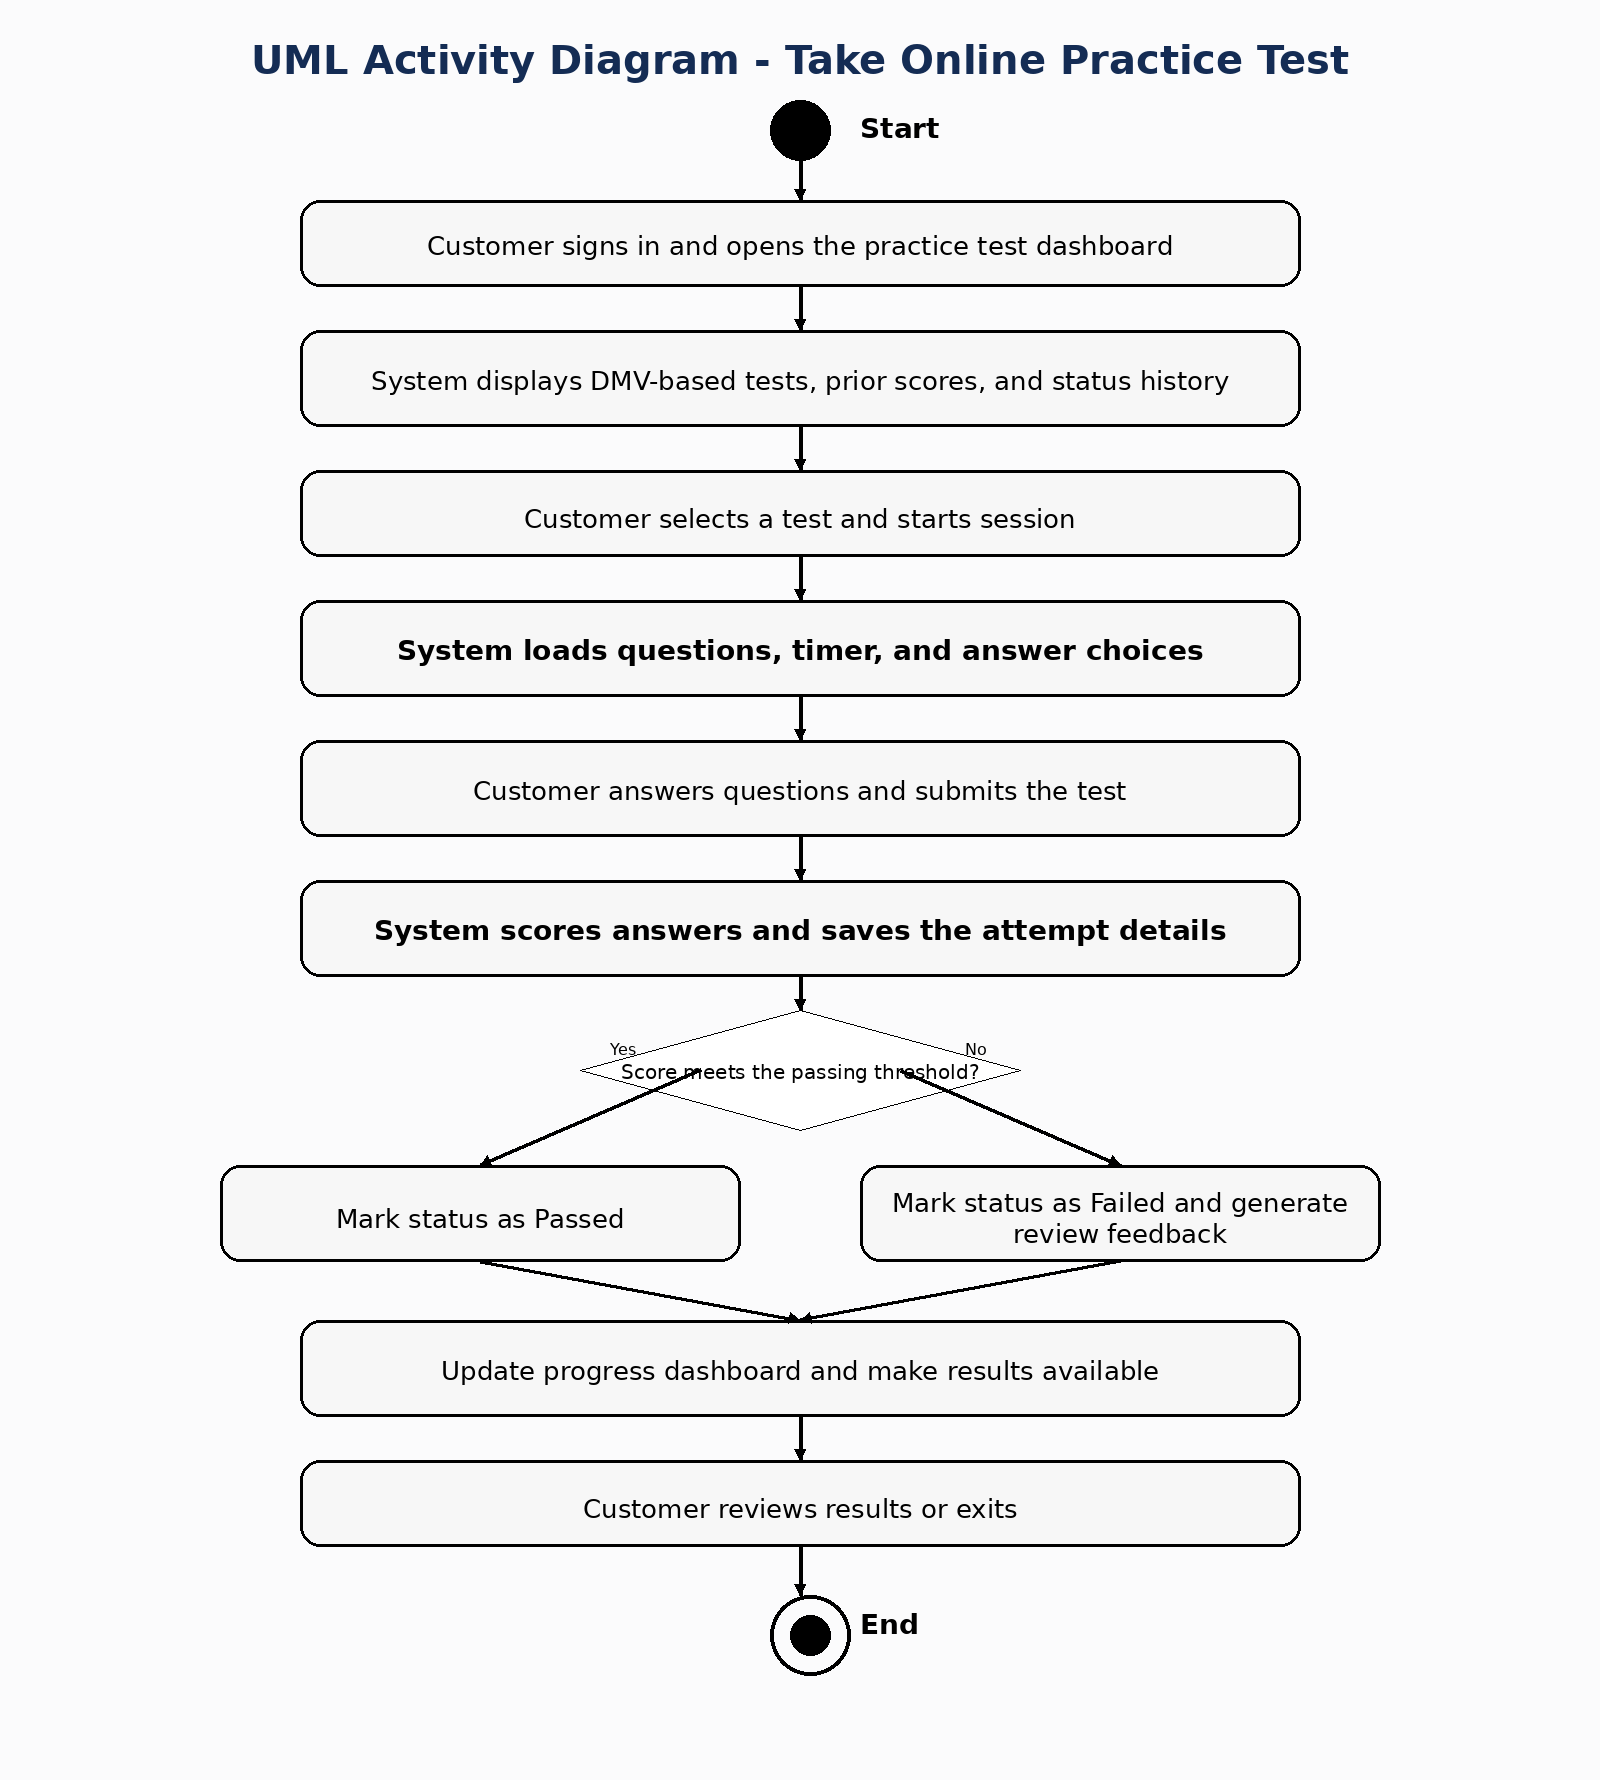 UML Activity Diagram - Take Online Practice Test
Start
Customer signs in and opens the practice test dashboard
System displays DMV-based tests, prior scores, and status history
Customer selects a test and starts session
System loads questions, timer, and answer choices
Customer answers questions and submits the test
System scores answers and saves the attempt details
Yes
No
Score meets the passing threshold?
Mark status as Passed
Mark status as Failed and generate
review feedback
Update progress dashboard and make results available
Customer reviews results or exits
End